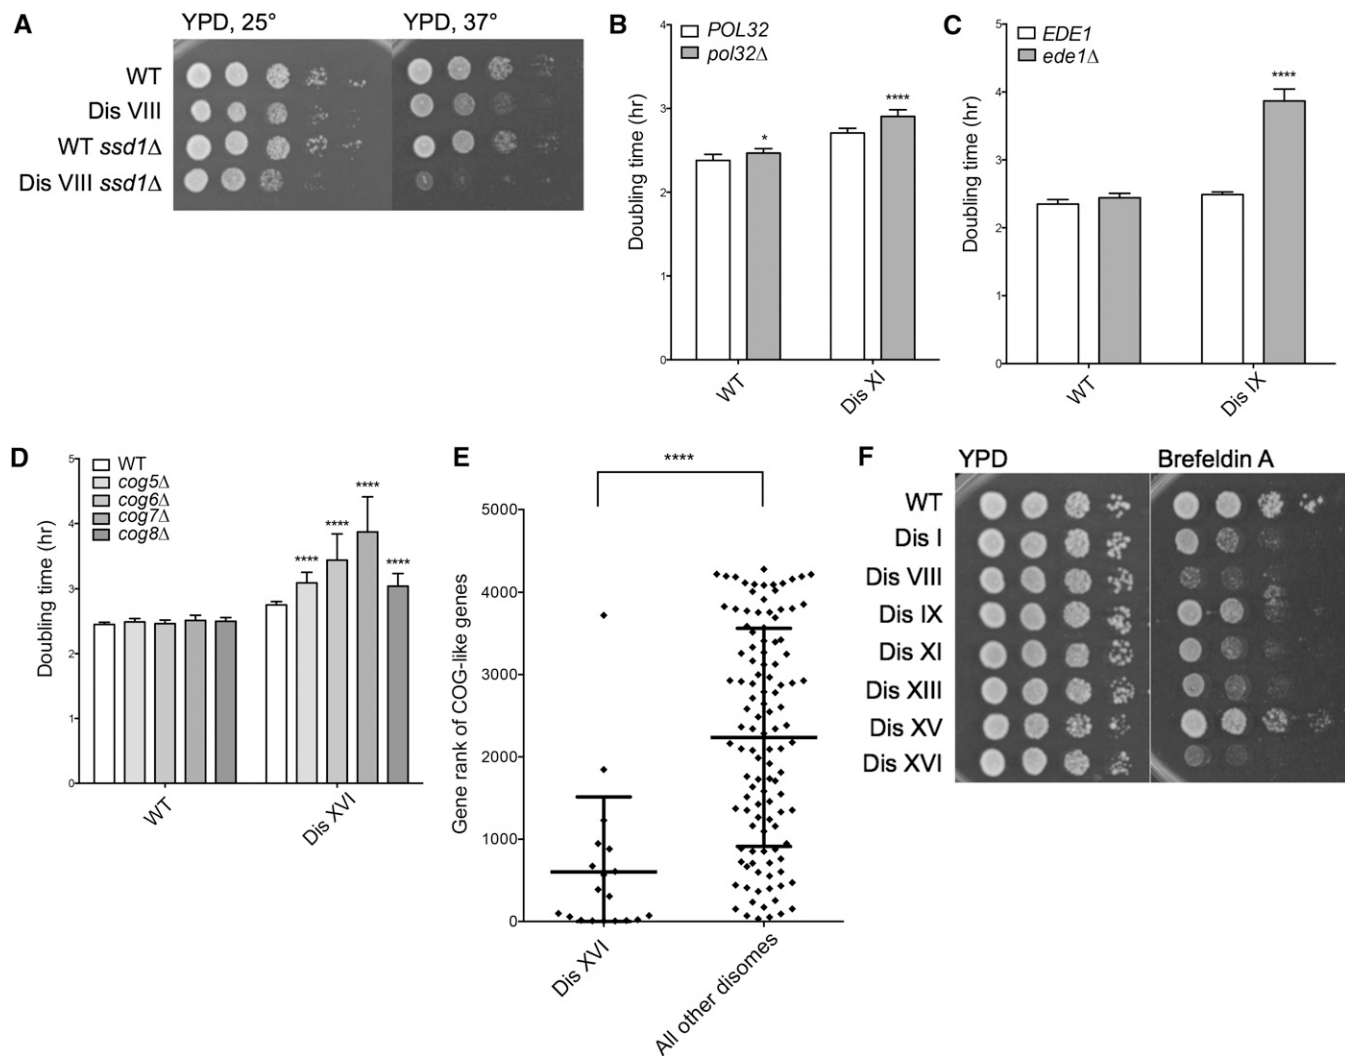 A
YPD, 25°
YPD, 37°
WT
Dis VIII
WT ssd1Δ
Dis VIII ssd1Δ
B
POL32
pol32Δ
Doubling time (hr)
4
3
2
1
0
*
****
WT
Dis XI
C
EDE1
ede1Δ
Doubling time (hr)
5
4
3
2
1
0
****
WT
Dis IX
D
WT
cog5Δ
cog6Δ
cog7Δ
cog8Δ
Doubling time (hr)
5
4
3
2
1
0
****
****
****
****
WT
Dis XVI
E
****
Gene rank of COG-like genes
5000
4000
3000
2000
1000
0
Dis XVI
All other disomes
F
YPD
Brefeldin A
WT
Dis I
Dis VIII
Dis IX
Dis XI
Dis XIII
Dis XV
Dis XVI